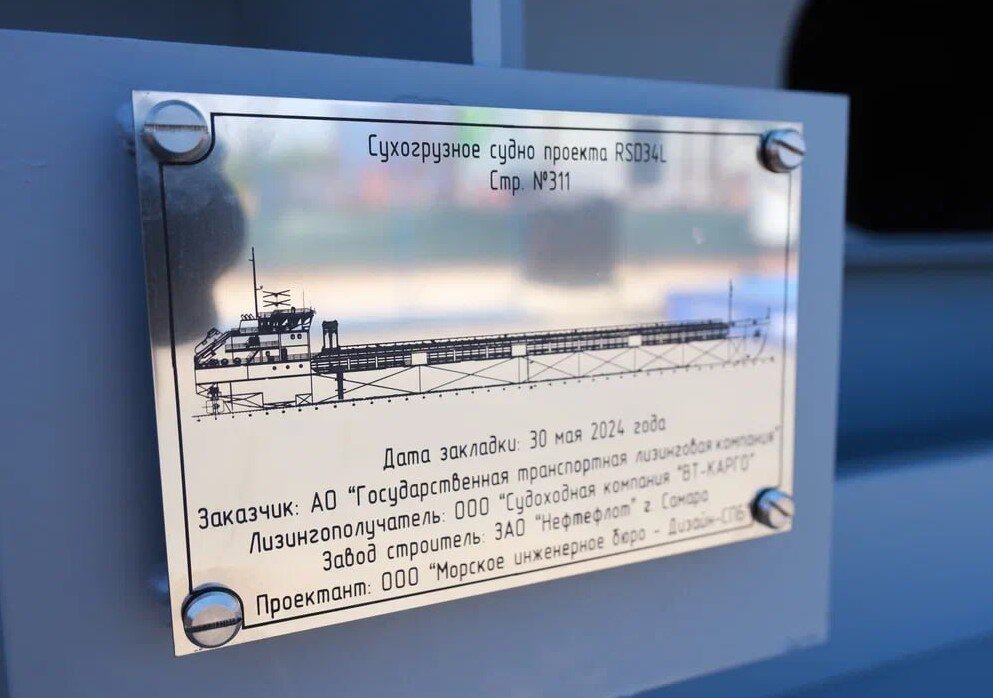 Сухогрузное судно проекта RSD34L
Стр. №311
Дата закладки: 30 мая 2024 года
Заказчик: АО "Государственная транспортная лизинговая компания"
Лизингополучатель: ООО "Судоходная компания "ВТ-КАРГО"
Завод строитель: ЗАО "Нефтефлот" г. Самара
Проектант: ООО "Морское инженерное бюро - Дизайн-СПБ"